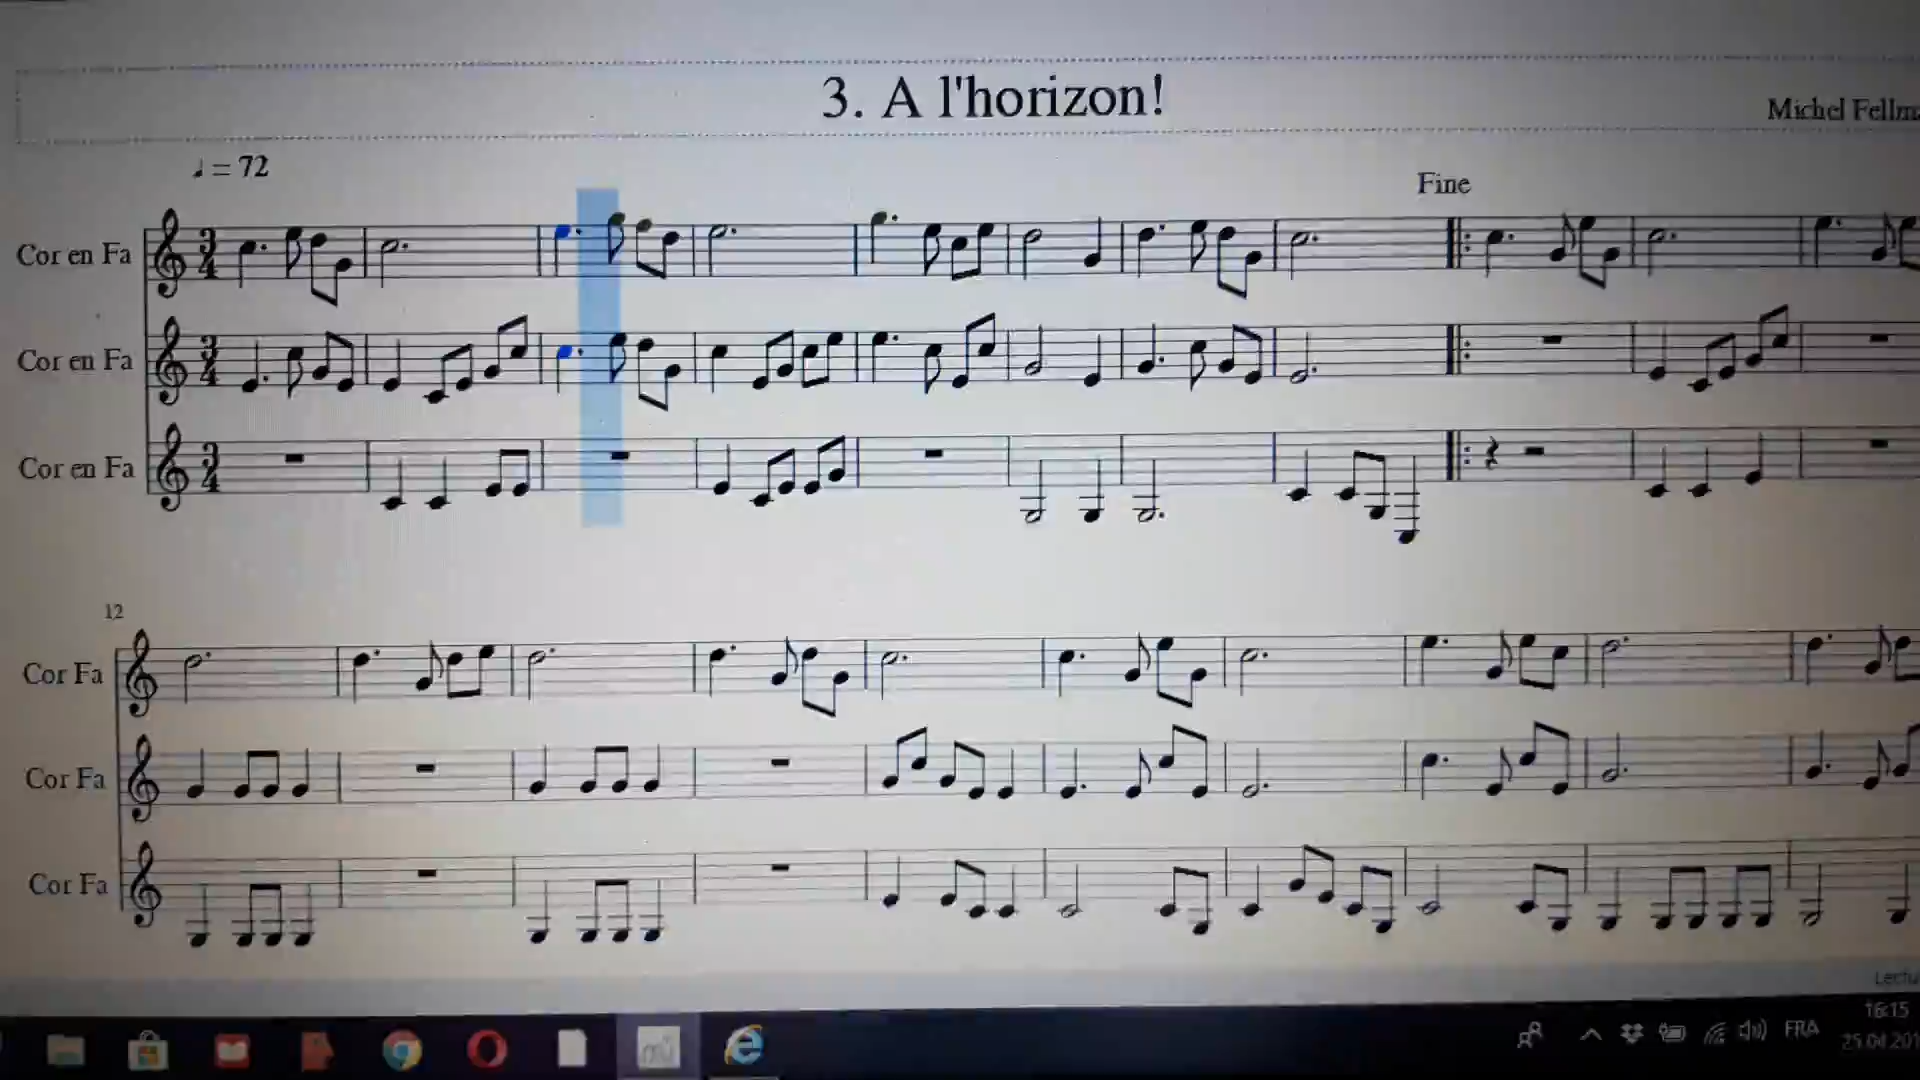 3. A l'horizon!
Michel
♩ = 72
Fine
Cor en Fa
Cor en Fa
Cor en Fa
12
Cor Fa
Cor Fa
Cor Fa
16:15
FRA